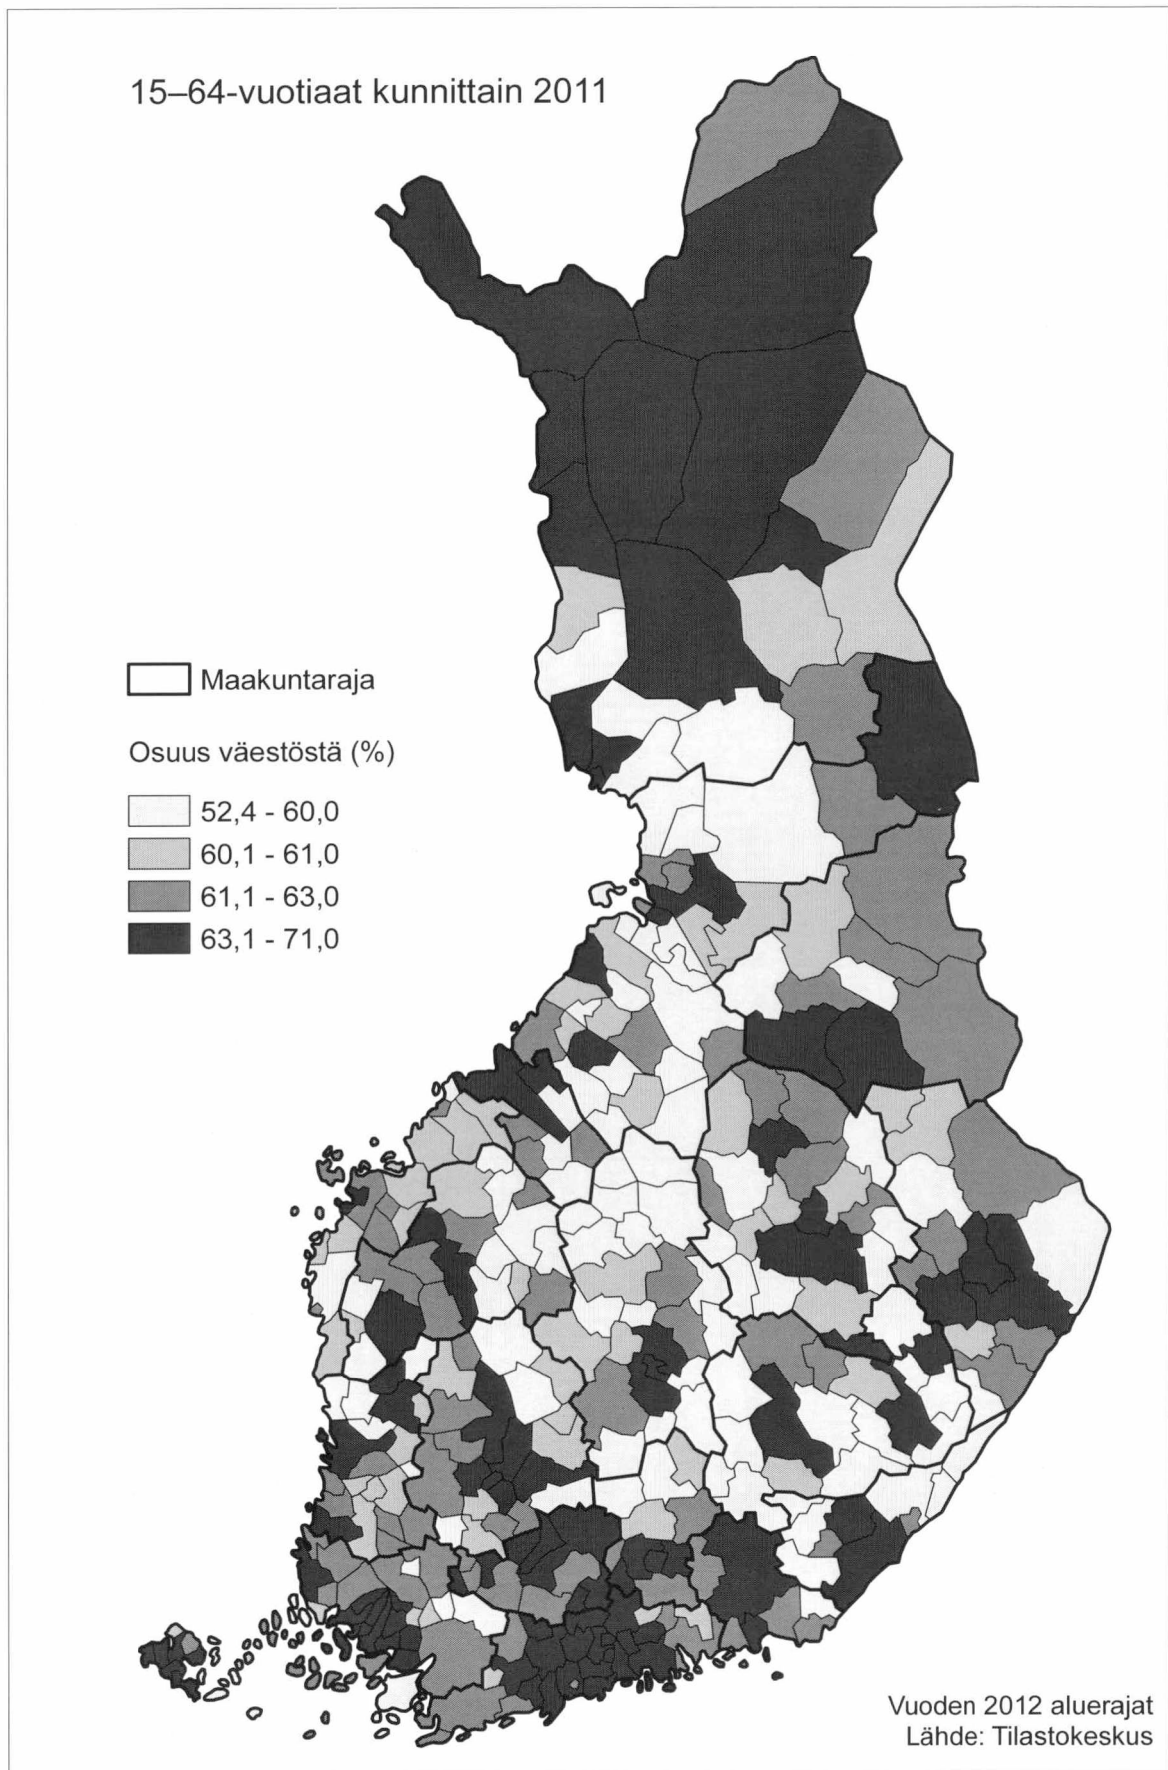 15–64-vuotiaat kunnittain 2011
Maakuntaraja
Osuus väestöstä (%)
52,4 - 60,0
60,1 - 61,0
61,1 - 63,0
63,1 - 71,0
Vuoden 2012 aluerajat
Lähde: Tilastokeskus